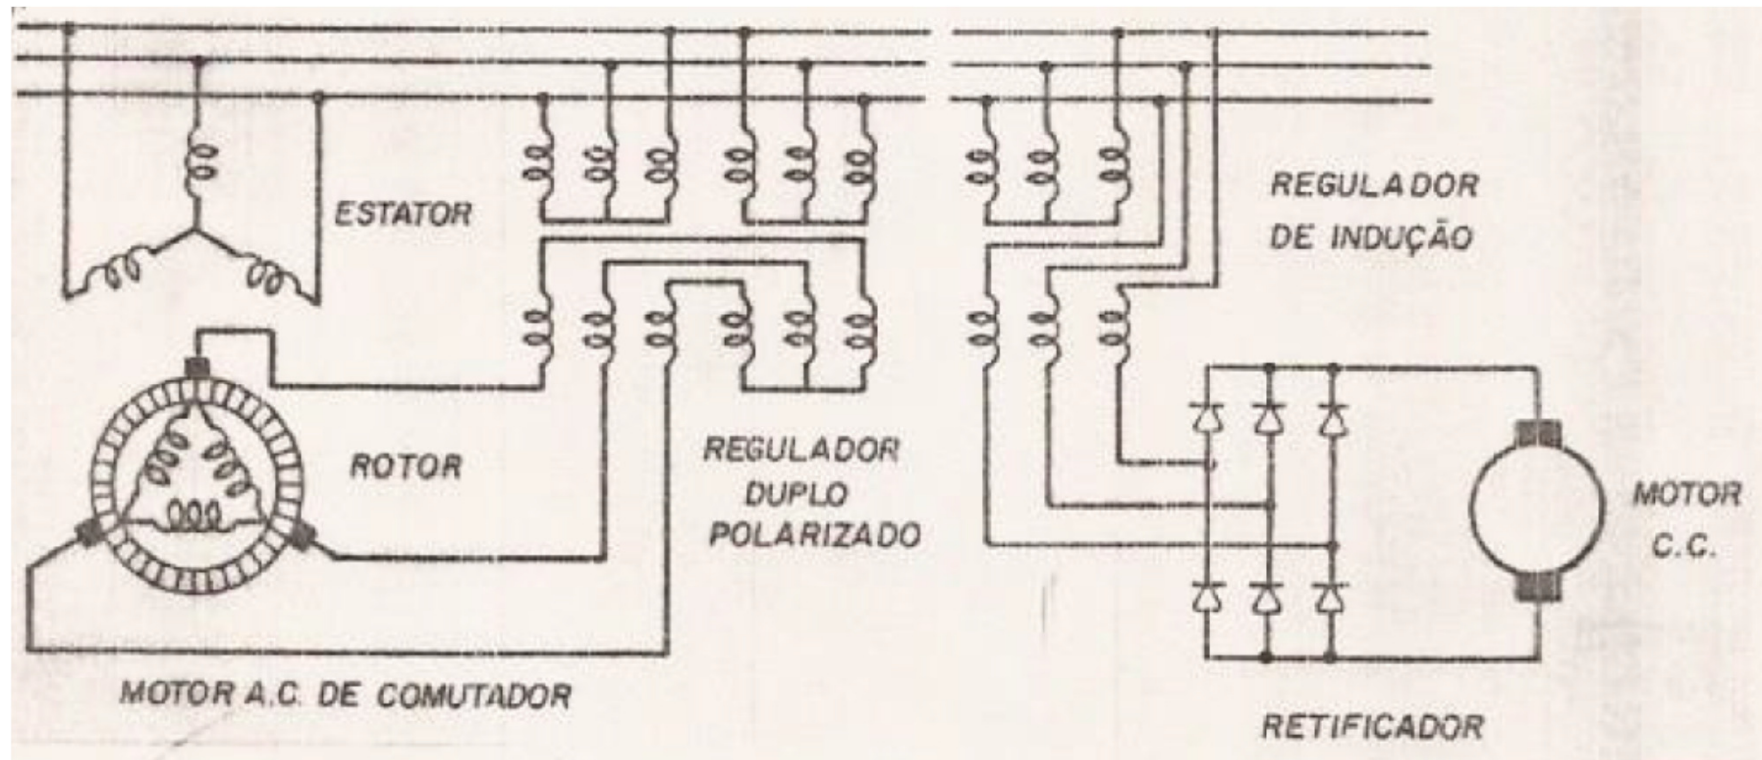 ESTATOR
REGULADOR
DE INDUÇÃO
ROTOR
REGULADOR
DUPLO
POLARIZADO
MOTOR
C.C.
MOTOR A.C. DE COMUTADOR
RETIFICADOR